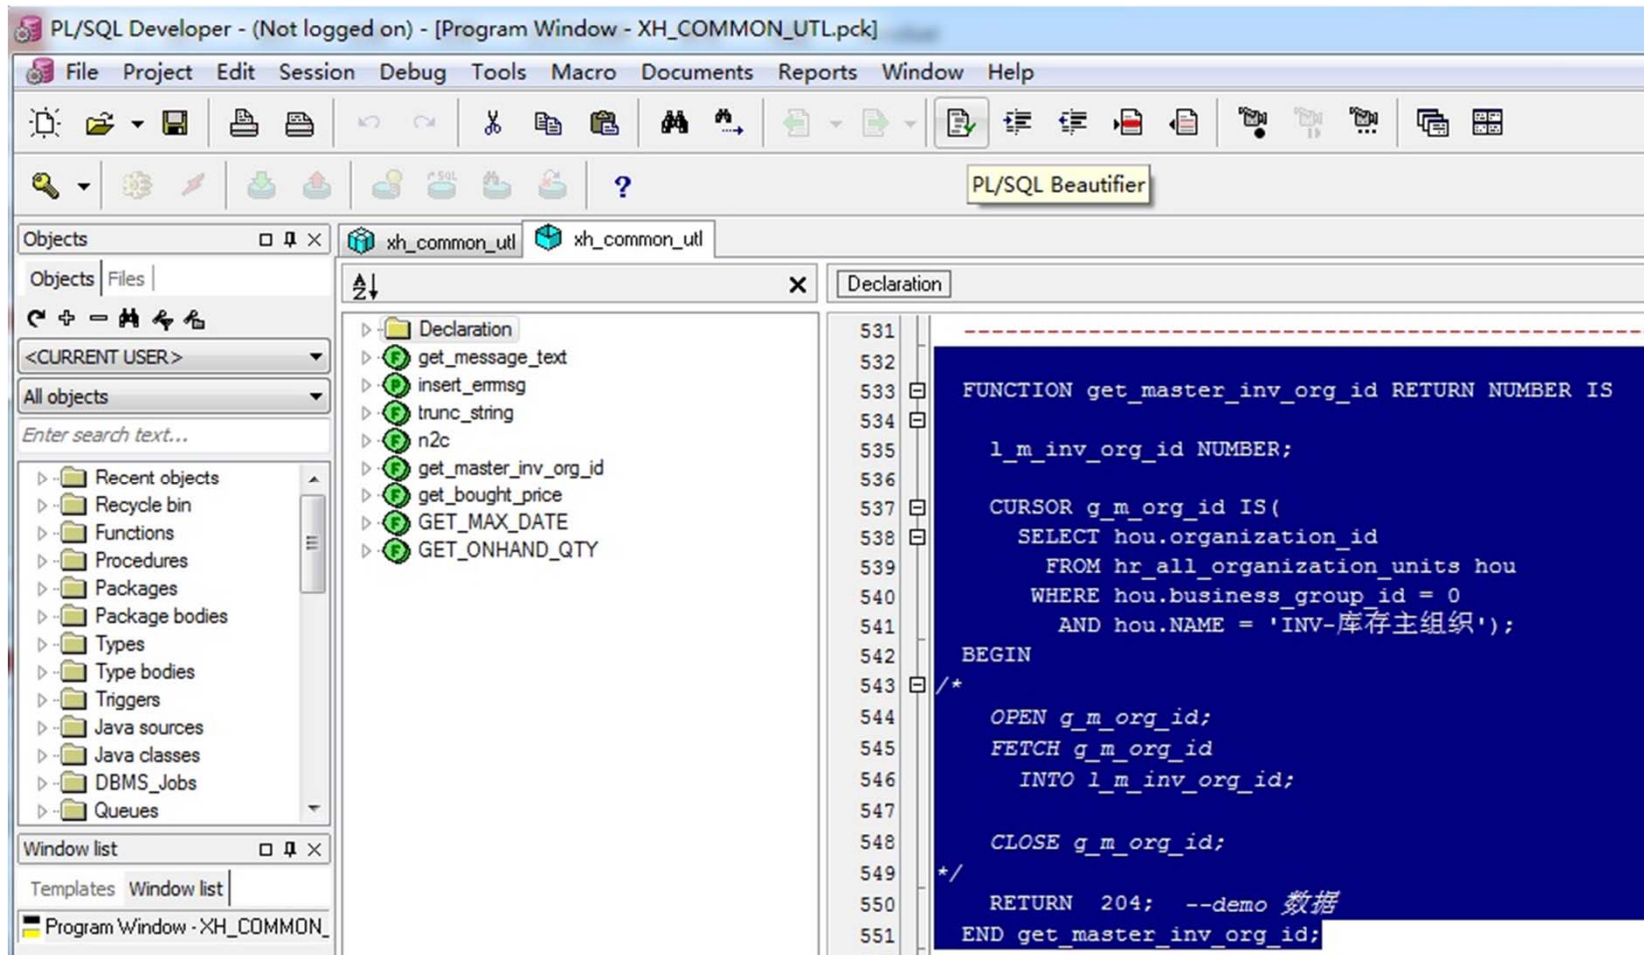 PL/SQL Developer - (Not logged on) - [Program Window - XH_COMMON_UTL.pck]
File Project Edit Session Debug Tools Macro Documents Reports Window Help
?
PL/SQL Beautifier
Objects
xh_common_utl xh_common_utl
Objects Files
Declaration
<CURRENT USER>
All objects
Enter search text...
Recent objects
Recycle bin
Functions
Procedures
Packages
Package bodies
Types
Type bodies
Triggers
Java sources
Java classes
DBMS_Jobs
Queues
Window list
Templates Window list
Program Window - XH_COMMON_
Declaration
get_message_text
insert_errmsg
trunc_string
n2c
get_master_inv_org_id
get_bought_price
GET_MAX_DATE
GET_ONHAND_QTY
531 --------------------------------------------------
532
533 FUNCTION get_master_inv_org_id RETURN NUMBER IS
534
535 l_m_inv_org_id NUMBER;
536
537 CURSOR g_m_org_id IS(
538 SELECT hou.organization_id
539 FROM hr_all_organization_units hou
540 WHERE hou.business_group_id = 0
541 AND hou.NAME = 'INV-库存主组织');
542 BEGIN
543 /*
544 OPEN g_m_org_id;
545 FETCH g_m_org_id
546 INTO l_m_inv_org_id;
547
548 CLOSE g_m_org_id;
549 */
550 RETURN 204; --demo 数据
551 END get_master_inv_org_id;